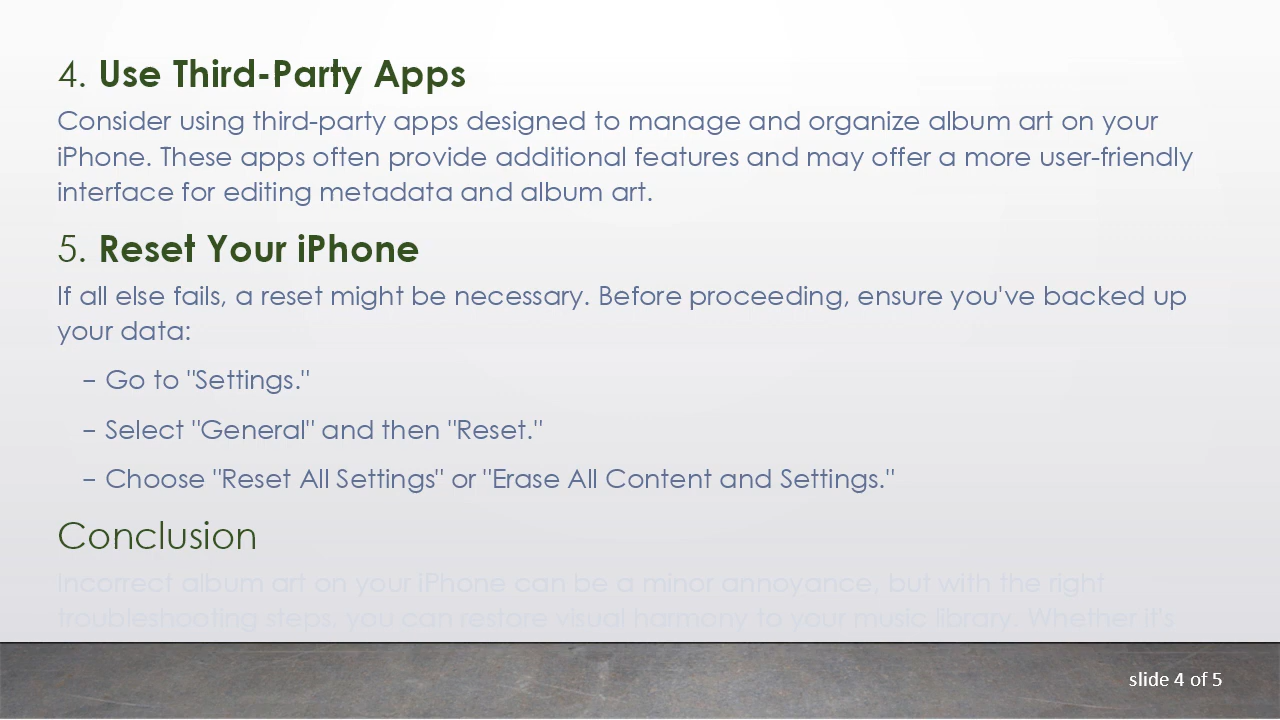 4. Use Third-Party Apps
Consider using third-party apps designed to manage and organize album art on your
iPhone. These apps often provide additional features and may offer a more user-friendly
interface for editing metadata and album art.
5. Reset Your iPhone
If all else fails, a reset might be necessary. Before proceeding, ensure you've backed up
your data:
– Go to "Settings."
– Select "General" and then "Reset."
– Choose "Reset All Settings" or "Erase All Content and Settings."
Conclusion
Incorrect album art on your iPhone can be a minor annoyance, but with the right
troubleshooting steps, you can restore visual harmony to your music library. Whether it's
slide 4 of 5